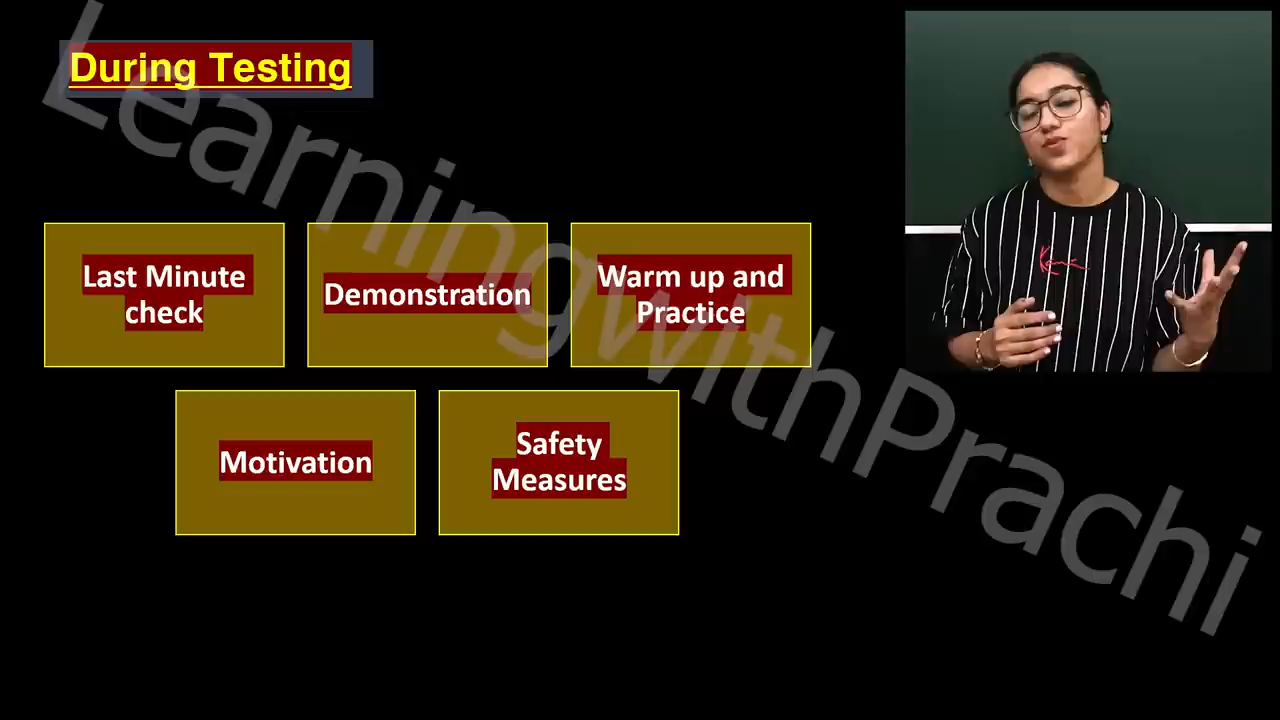 During Testing
Last Minute
check
Demonstration
Warm up and
Practice
Motivation
Safety
Measures
LearningwithPrachi